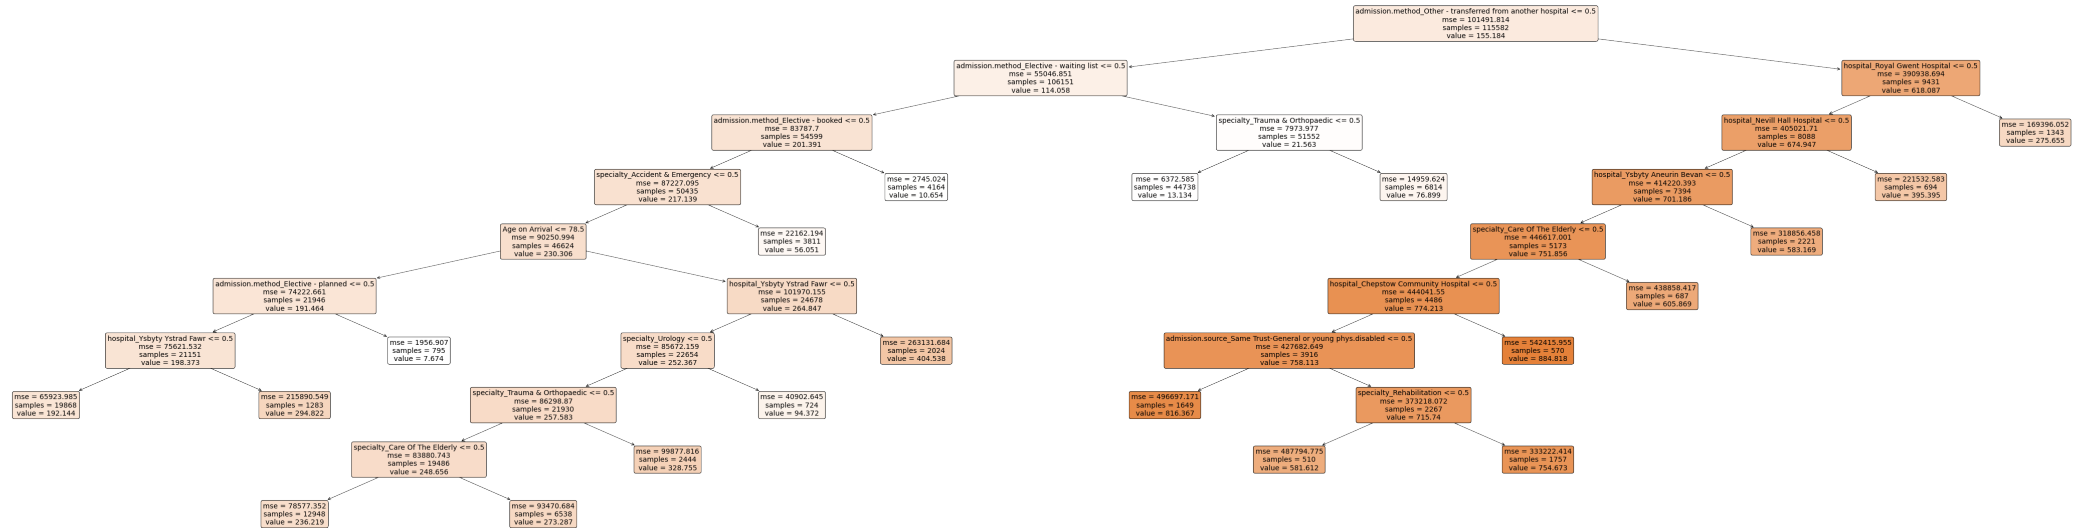 admission.method_Other - transferred from another hospital <= 0.5
mse = 101491.814
samples = 115582
value = 155.184
admission.method_Elective - waiting list <= 0.5
mse = 55046.851
samples = 106151
value = 114.058
hospital_Royal Gwent Hospital <= 0.5
mse = 390938.694
samples = 9431
value = 618.087
admission.method_Elective - booked <= 0.5
mse = 83787.7
samples = 54599
value = 201.391
specialty_Trauma & Orthopaedic <= 0.5
mse = 7973.977
samples = 51552
value = 21.563
hospital_Nevill Hall Hospital <= 0.5
mse = 405021.71
samples = 8088
value = 674.947
mse = 169396.052
samples = 1343
value = 275.655
specialty_Accident & Emergency <= 0.5
mse = 87227.095
samples = 50435
value = 217.139
mse = 2745.024
samples = 4164
value = 10.654
mse = 6372.585
samples = 44738
value = 13.134
mse = 14959.624
samples = 6814
value = 76.899
hospital_Ysbyty Aneurin Bevan <= 0.5
mse = 414220.393
samples = 7394
value = 701.186
mse = 221532.583
samples = 694
value = 395.395
Age on Arrival <= 78.5
mse = 90250.994
samples = 46624
value = 230.306
mse = 22162.194
samples = 3811
value = 56.051
specialty_Care Of The Elderly <= 0.5
mse = 446617.001
samples = 5173
value = 751.856
mse = 318856.458
samples = 2221
value = 583.169
admission.method_Elective - planned <= 0.5
mse = 74222.661
samples = 21946
value = 191.464
hospital_Ysbyty Ystrad Fawr <= 0.5
mse = 101970.155
samples = 24678
value = 264.847
hospital_Chepstow Community Hospital <= 0.5
mse = 444041.55
samples = 4486
value = 774.213
mse = 438858.417
samples = 687
value = 605.869
hospital_Ysbyty Ystrad Fawr <= 0.5
mse = 75621.532
samples = 21151
value = 198.373
mse = 1956.907
samples = 795
value = 7.674
specialty_Urology <= 0.5
mse = 85672.159
samples = 22654
value = 252.367
mse = 263131.684
samples = 2024
value = 404.538
admission.source_Same Trust-General or young phys.disabled <= 0.5
mse = 427682.649
samples = 3916
value = 758.113
mse = 542415.955
samples = 570
value = 884.818
mse = 65923.985
samples = 19868
value = 192.144
mse = 215890.549
samples = 1283
value = 294.822
specialty_Trauma & Orthopaedic <= 0.5
mse = 86298.87
samples = 21930
value = 257.583
mse = 40902.645
samples = 724
value = 94.372
mse = 496697.171
samples = 1649
value = 816.367
specialty_Rehabilitation <= 0.5
mse = 373218.072
samples = 2267
value = 715.74
specialty_Care Of The Elderly <= 0.5
mse = 83880.743
samples = 19486
value = 248.656
mse = 99877.816
samples = 2444
value = 328.755
mse = 487794.775
samples = 510
value = 581.612
mse = 333222.414
samples = 1757
value = 754.673
mse = 78577.352
samples = 12948
value = 236.219
mse = 93470.684
samples = 6538
value = 273.287